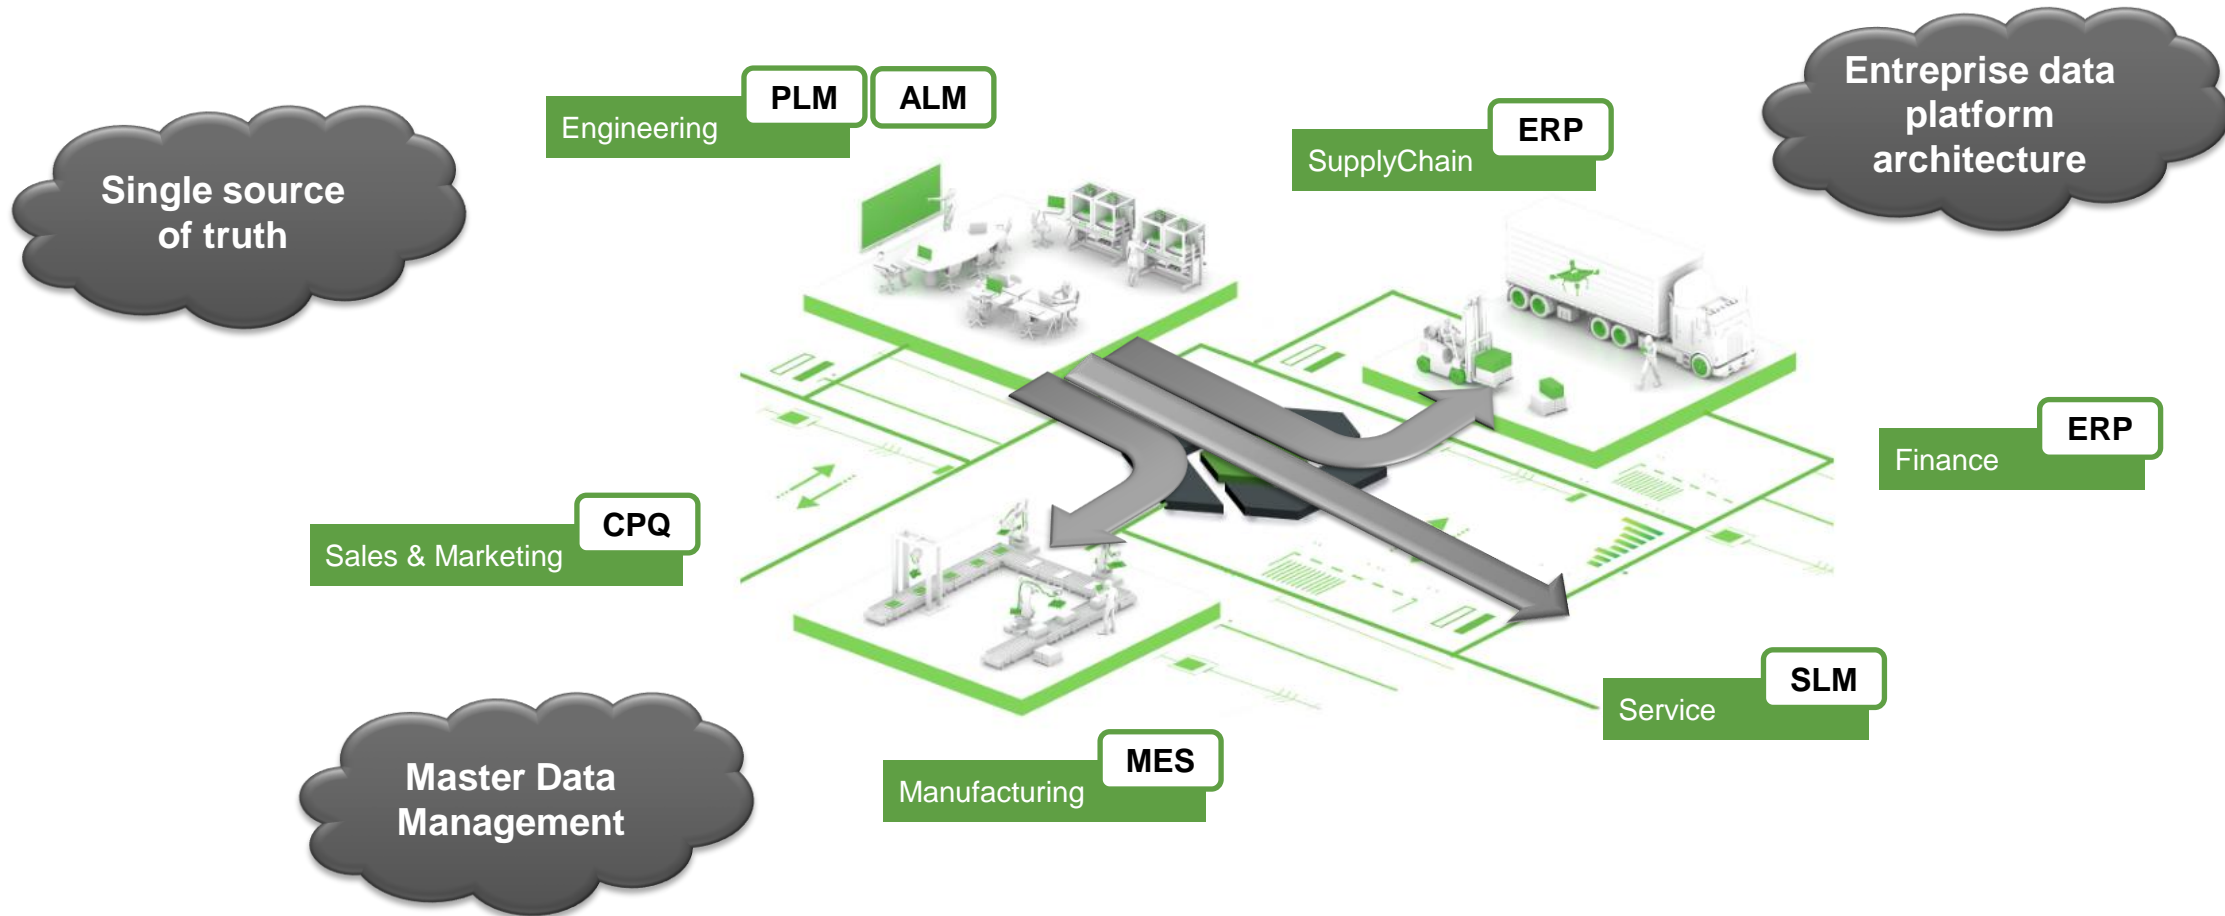 PLM
ALM
Engineering
Entreprise data
platform
architecture
ERP
SupplyChain
Single source
of truth
ERP
Finance
CPQ
Sales & Marketing
SLM
Service
MES
Manufacturing
Master Data
Management